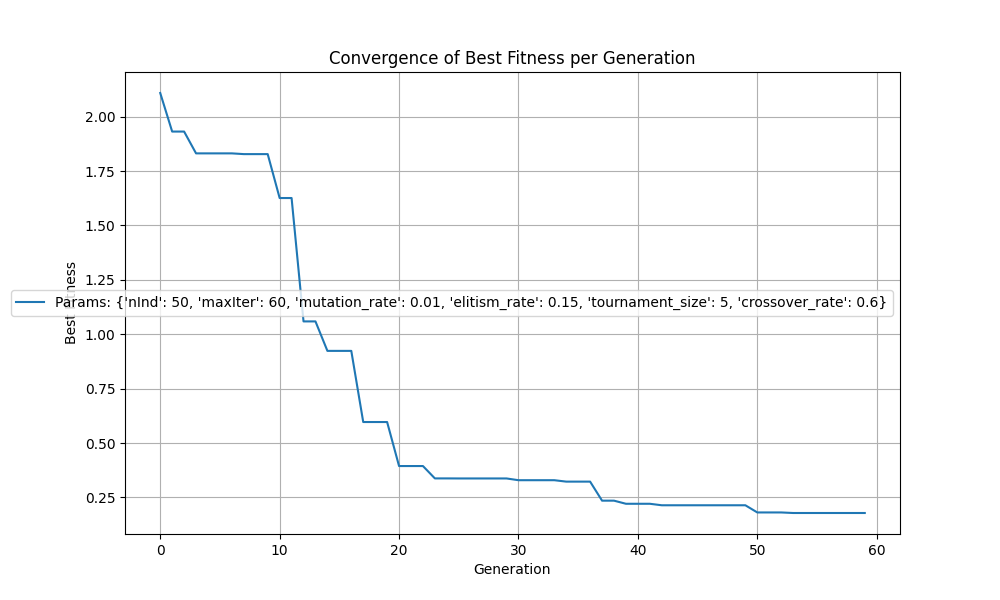 Convergence of Best Fitness per Generation
2.00
1.75
1.50
1.25
1.00
0.75
0.50
0.25
Best
ness
Params: {'nInd': 50, 'maxIter': 60, 'mutation_rate': 0.01, 'elitism_rate': 0.15, 'tournament_size': 5, 'crossover_rate': 0.6}
0 10 20 30 40 50 60
Generation